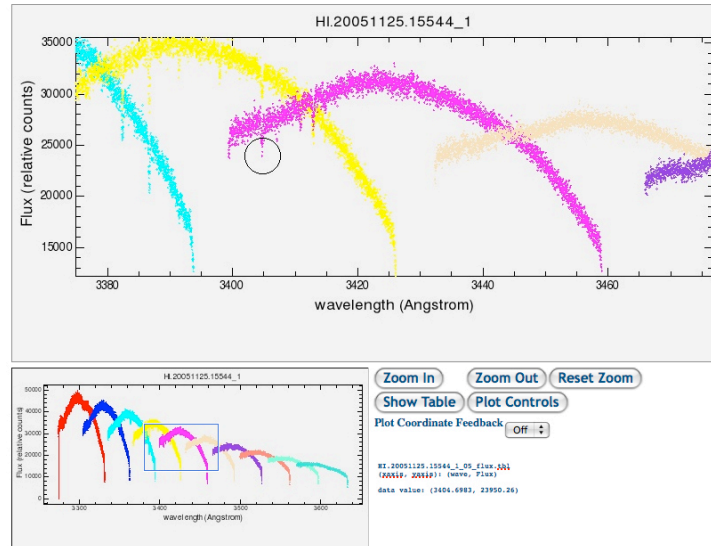 HI.20051125.15544_1
35000
30000
25000
20000
15000
Flux (relative counts)
3380 3400 3420 3440 3460
wavelength (Angstrom)
HI.20051125.15544_1
50000
40000
30000
20000
10000
0
Flux (relative counts)
3300 3400 3500 3600
wavelength (Angstrom)
Zoom In Zoom Out Reset Zoom
Show Table Plot Controls
Plot Coordinate Feedback Off
HI.20051125.15544_1_05_flux.tbl
(xaxis, yaxis): (wave, Flux)
data value: (3404.6983, 23950.26)